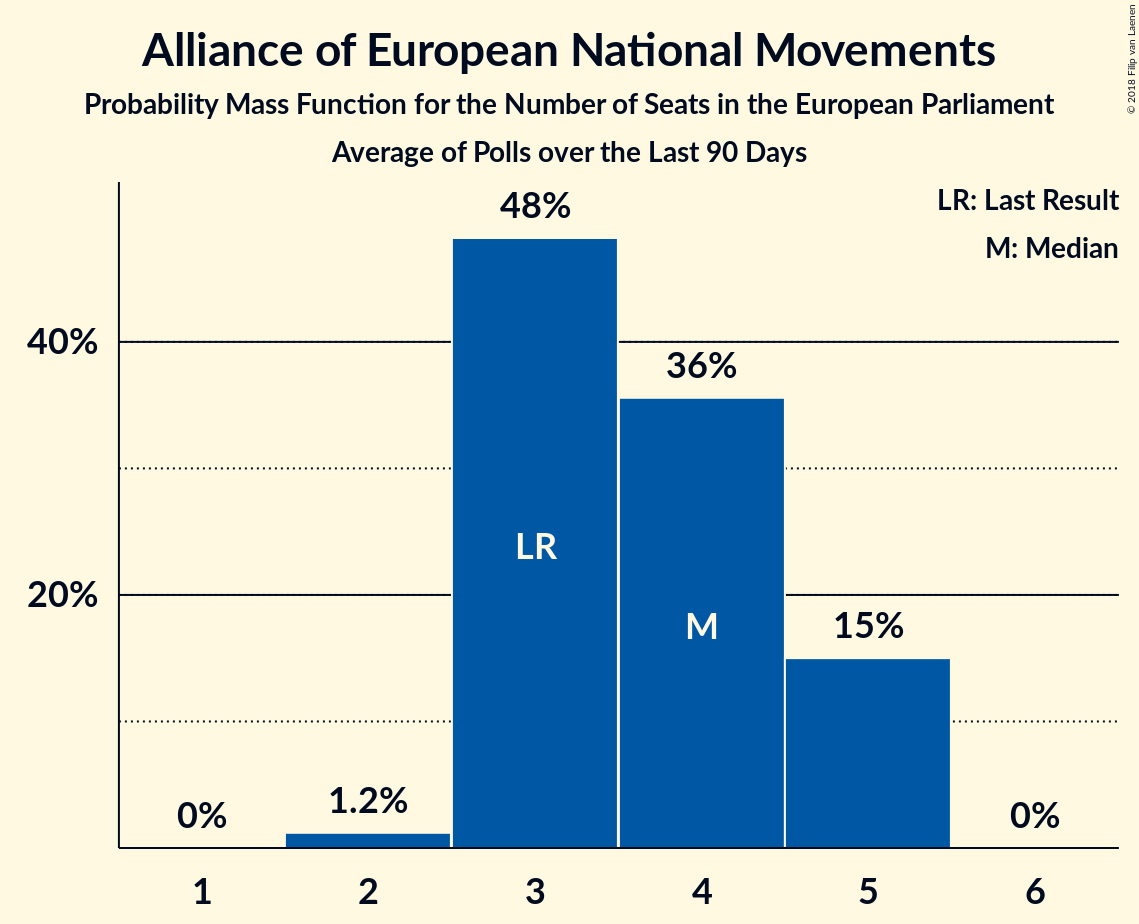 Alliance of European National Movements
Probability Mass Function for the Number of Seats in the European Parliament
Average of Polls over the Last 90 Days
© 2018 Filip van Laenen
LR: Last Result
M: Median
48%
40%
36%
LR
20%
M
15%
0%
1.2%
0%
1 2 3 4 5 6